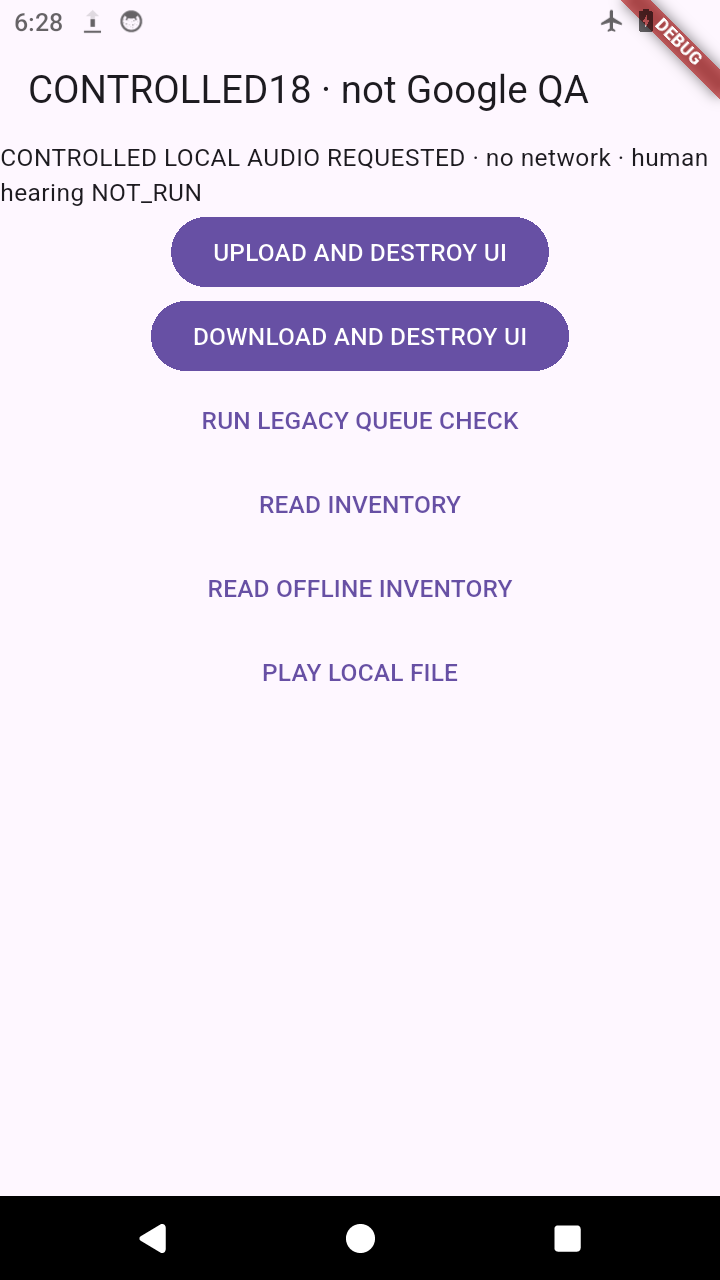 6:28
DEBUG
CONTROLLED18 · not Google QA
CONTROLLED LOCAL AUDIO REQUESTED · no network · human
hearing NOT_RUN
UPLOAD AND DESTROY UI
DOWNLOAD AND DESTROY UI
RUN LEGACY QUEUE CHECK
READ INVENTORY
READ OFFLINE INVENTORY
PLAY LOCAL FILE